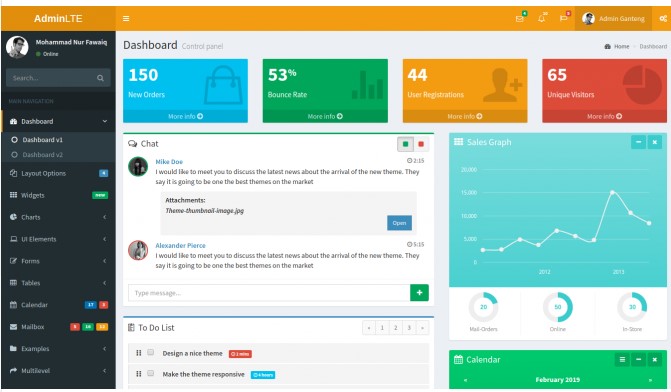 AdminLTE
Admin Ganteng
Mohammad Nur Fawaiq
Online
Search...
MAIN NAVIGATION
Dashboard
Dashboard v1
Dashboard v2
Layout Options 4
Widgets new
Charts
UI Elements
Forms
Tables
Calendar 17 3
Mailbox 5 16 12
Examples
Multilevel
Dashboard Control panel
Home > Dashboard
150
New Orders
More info
53%
Bounce Rate
More info
44
User Registrations
More info
65
Unique Visitors
More info
Chat
Mike Doe 2:15
I would like to meet you to discuss the latest news about the arrival of the new theme. They
say it is going to be one the best themes on the market
Attachments:
Theme-thumbnail-image.jpg
Open
Alexander Pierce 5:15
I would like to meet you to discuss the latest news about the arrival of the new theme. They
say it is going to be one the best themes on the market
Type message...
To Do List
« 1 2 3 »
Design a nice theme 2 mins
Make the theme responsive 4 hours
Sales Graph
20,000
15,000
10,000
5,000
0
2012 2013
20 50 30
Mail-Orders Online In-Store
Calendar
« February 2019 »